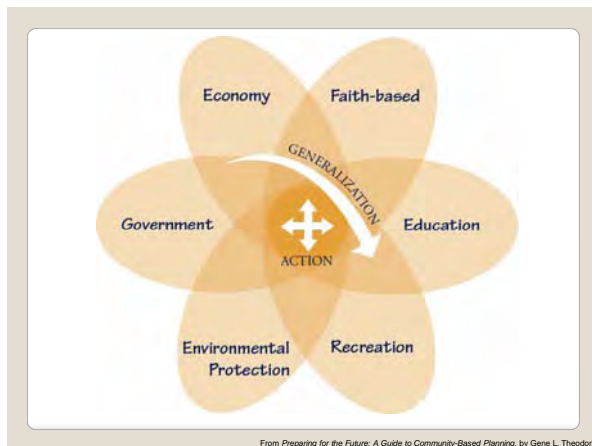 Economy
Faith-based
GENERALIZATION
Government
Education
ACTION
Environmental
Protection
Recreation
From Preparing for the Future: A Guide to Community-Based Planning, by Gene L. Theodor